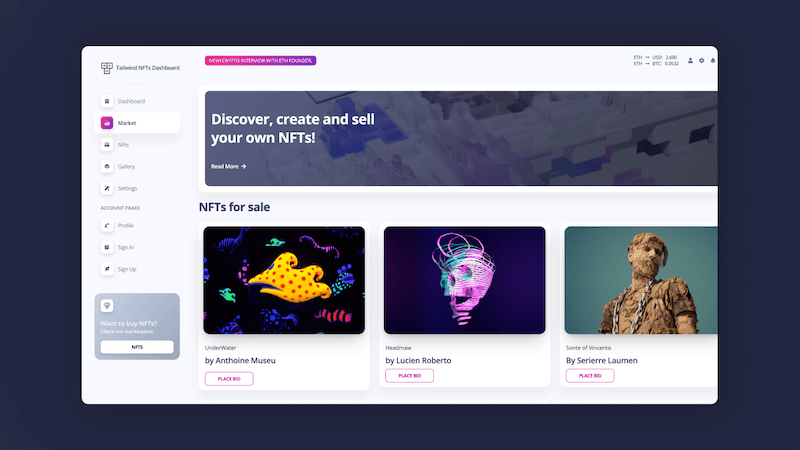 Tailwind NFTs Dashboard
NEW! CRYPTO INTERVIEW WITH ETH FOUNDER.
ETH → USD: 2.600
ETH → BTC: 0.0532
Dashboard
Market
Nfts
Gallery
Settings
ACCOUNT PAGES
Profile
Sign In
Sign Up
Want to buy NFTs?
Check our marketplace.
NFTS
Discover, create and sell
your own NFTs!
Read More →
NFTs for sale
UnderWater
by Anthoine Museu
PLACE BID
Headmaw
by Lucien Roberto
PLACE BID
Sonte of Vincento
By Serierre Laumen
PLACE BID